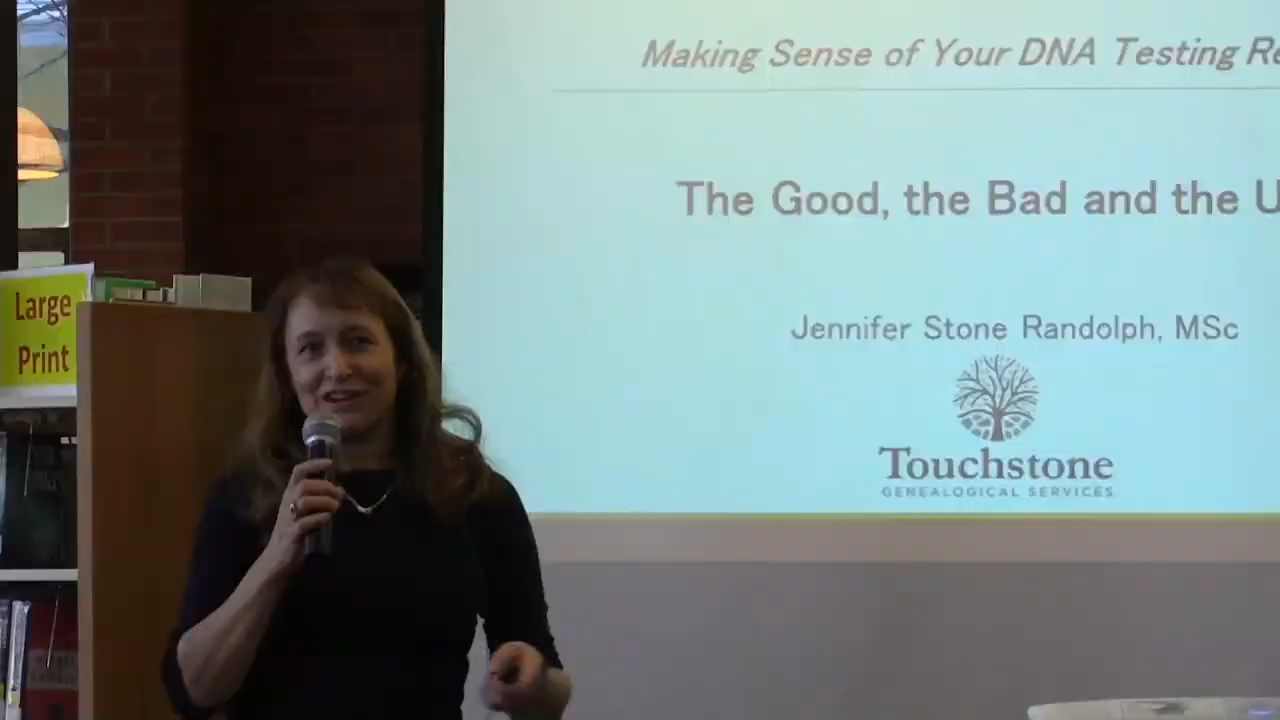 Making Sense of Your DNA Testing
The Good, the Bad and the
Jennifer Stone Randolph, MSc
Touchstone
GENEALOGICAL SERVICES
Large
Print